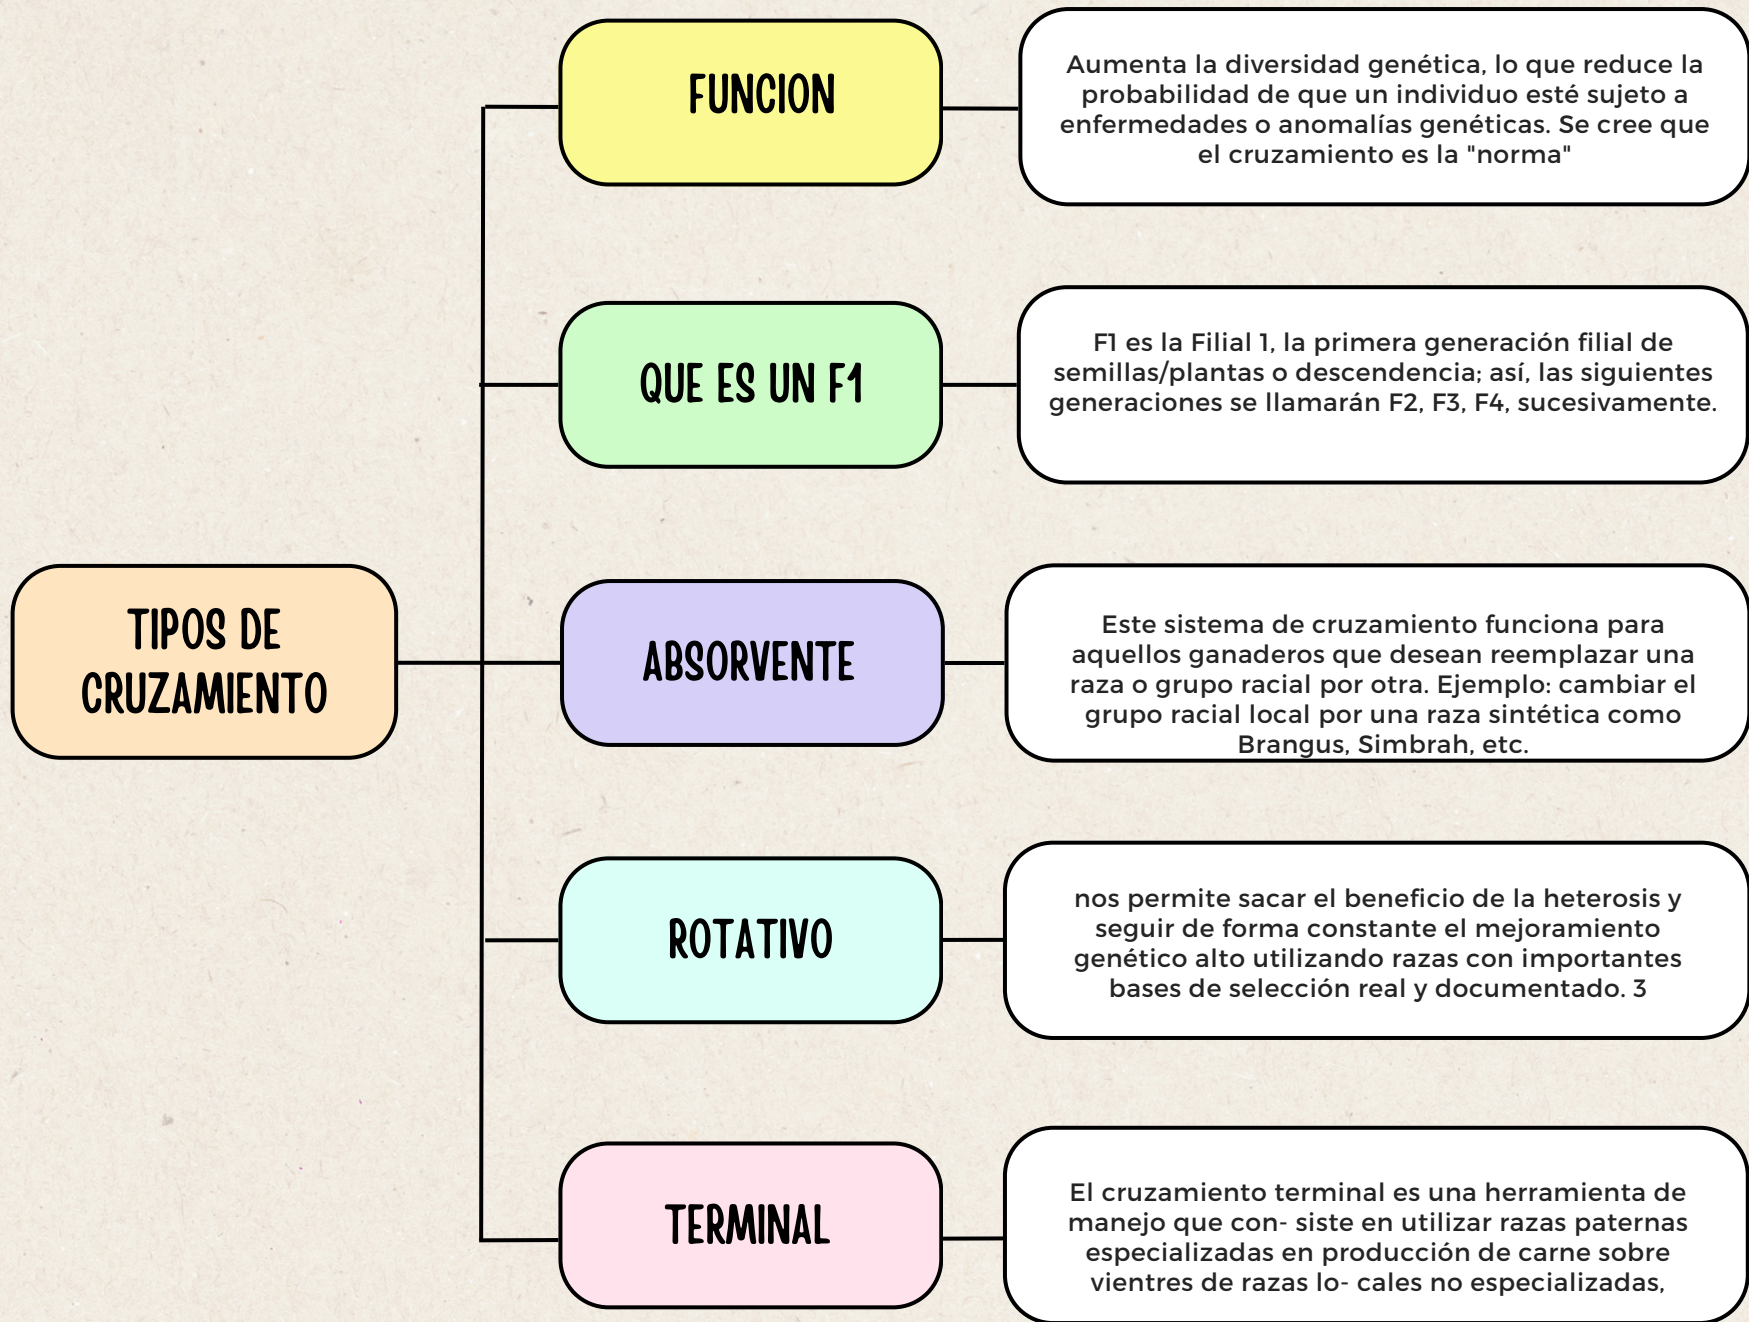 FUNCION
Aumenta la diversidad genética, lo que reduce la
probabilidad de que un individuo esté sujeto a
enfermedades o anomalías genéticas. Se cree que
el cruzamiento es la "norma"
QUE ES UN F1
F1 es la Filial 1, la primera generación filial de
semillas/plantas o descendencia; así, las siguientes
generaciones se llamarán F2, F3, F4, sucesivamente.
TIPOS DE
CRUZAMIENTO
ABSORVENTE
Este sistema de cruzamiento funciona para
aquellos ganaderos que desean reemplazar una
raza o grupo racial por otra. Ejemplo: cambiar el
grupo racial local por una raza sintética como
Brangus, Simbrah, etc.
ROTATIVO
nos permite sacar el beneficio de la heterosis y
seguir de forma constante el mejoramiento
genético alto utilizando razas con importantes
bases de selección real y documentado. 3
TERMINAL
El cruzamiento terminal es una herramienta de
manejo que con- siste en utilizar razas paternas
especializadas en producción de carne sobre
vientres de razas lo- cales no especializadas,